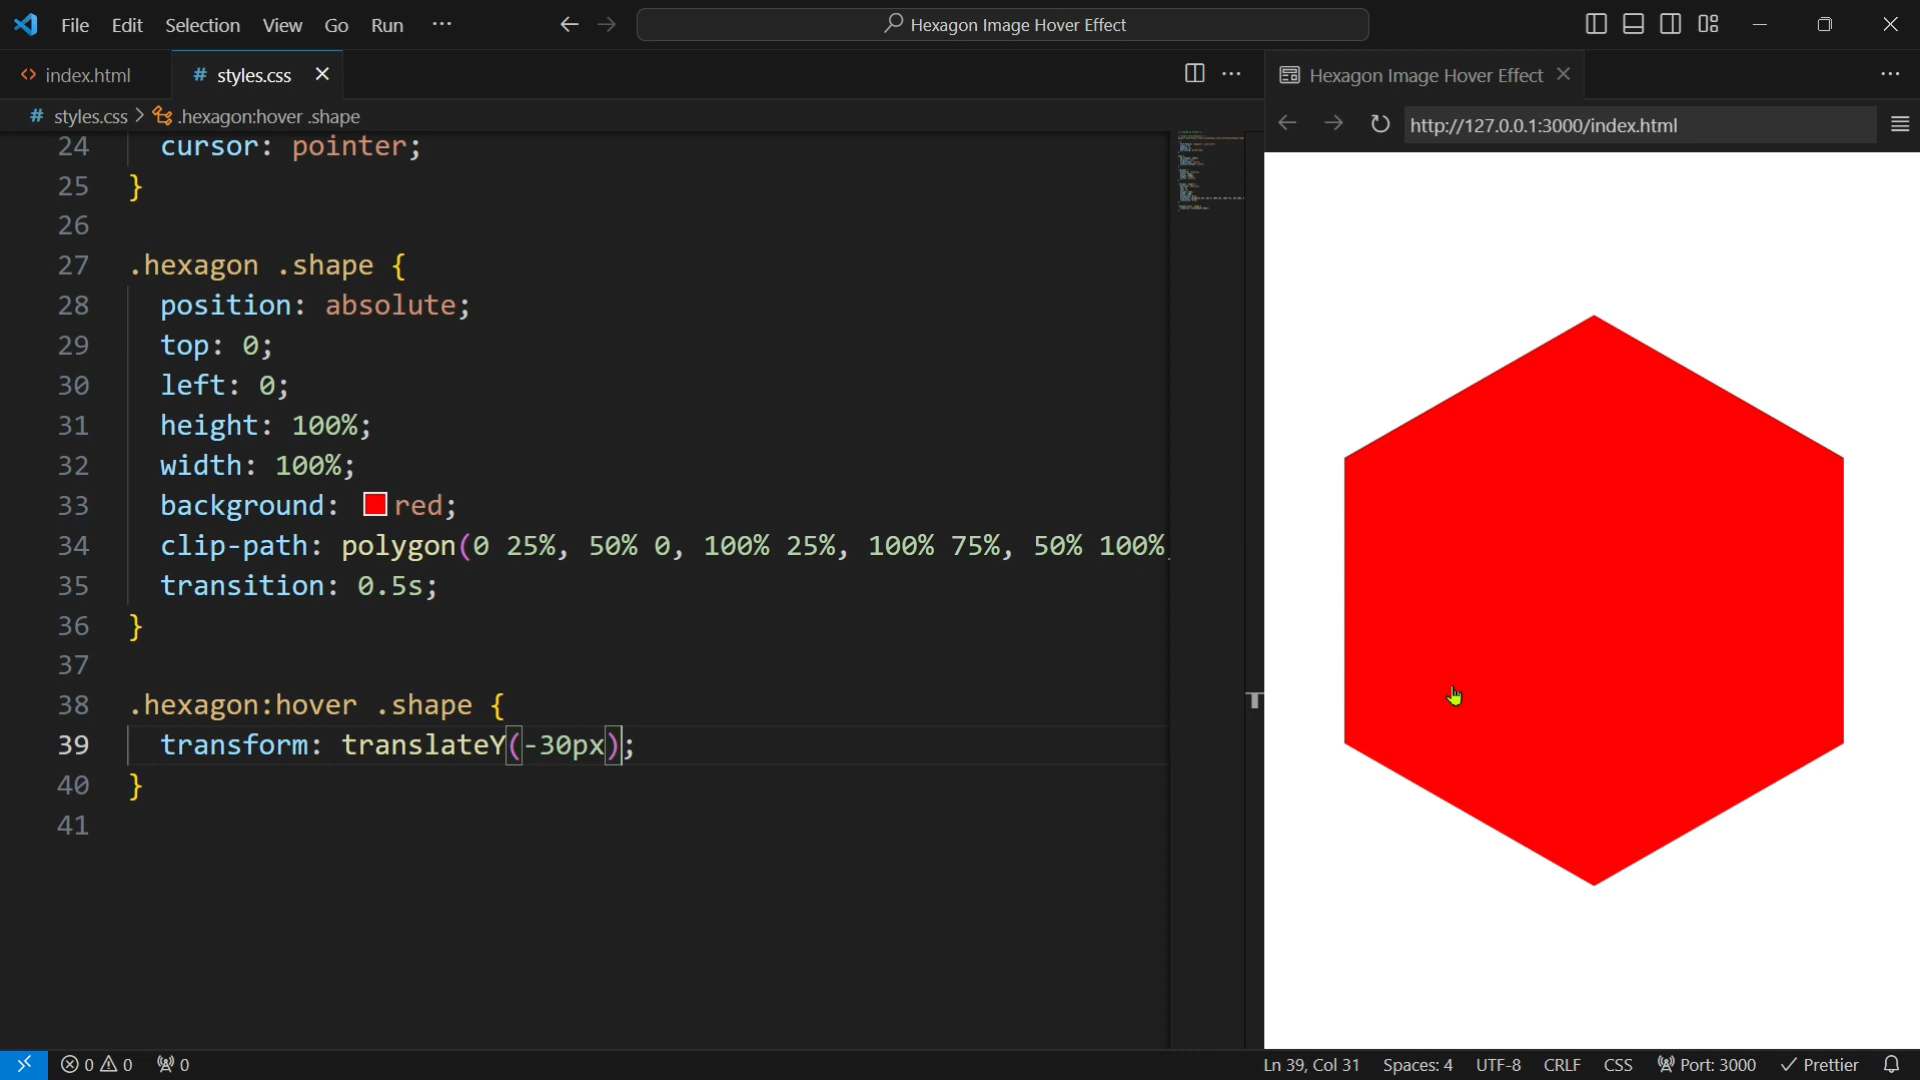 File Edit Selection View Go Run ··· Hexagon Image Hover Effect
index.html # styles.css Hexagon Image Hover Effect
# styles.css > .hexagon:hover .shape http://127.0.0.1:3000/index.html
24 cursor: pointer;
25 }
26
27 .hexagon .shape {
28 position: absolute;
29 top: 0;
30 left: 0;
31 height: 100%;
32 width: 100%;
33 background: red;
34 clip-path: polygon(0 25%, 50% 0, 100% 25%, 100% 75%, 50% 100%,
35 transition: 0.5s;
36 }
37
38 .hexagon:hover .shape {
39 transform: translateY(-30px);
40 }
41
0 0 0 Ln 39, Col 31 Spaces: 4 UTF-8 CRLF CSS Port: 3000 Prettier